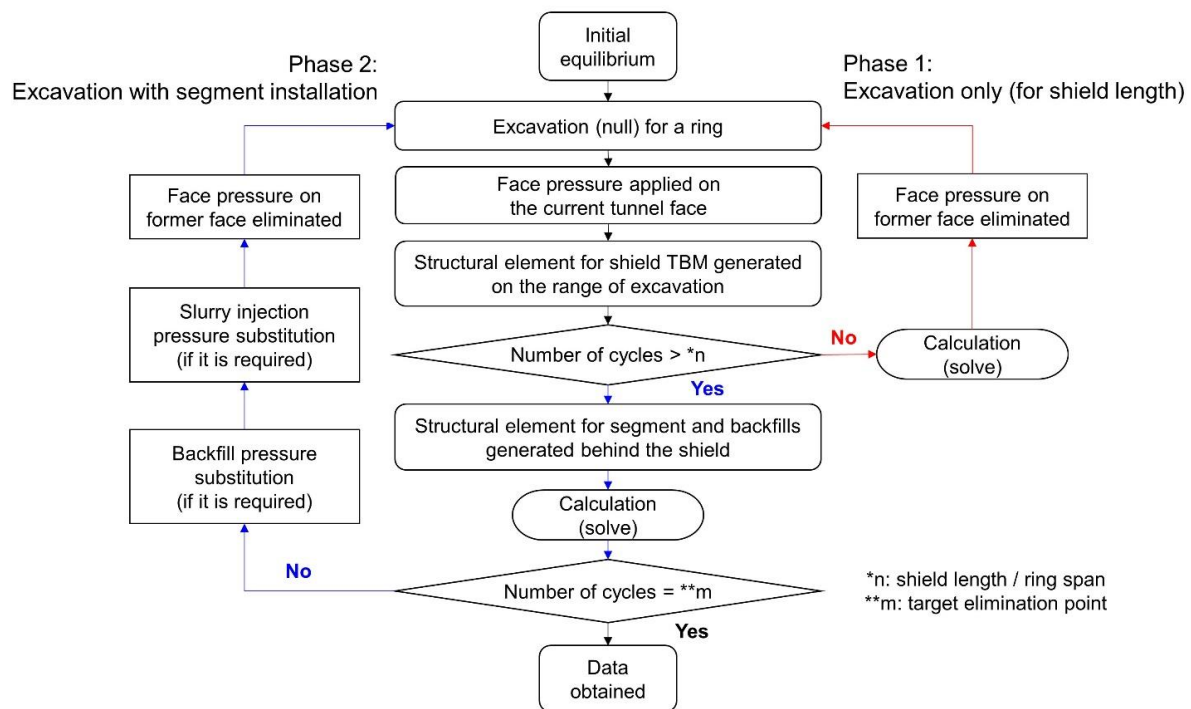 Initial
equilibrium
Phase 2:
Excavation with segment installation
Phase 1:
Excavation only (for shield length)
Excavation (null) for a ring
Face pressure on
former face eliminated
Face pressure applied on
the current tunnel face
Face pressure on
former face eliminated
Structural element for shield TBM generated
on the range of excavation
Slurry injection
pressure substitution
(if it is required)
Number of cycles > *n
No
Calculation
(solve)
Yes
Structural element for segment and backfills
generated behind the shield
Backfill pressure
substitution
(if it is required)
Calculation
(solve)
No
Number of cycles = **m
*n: shield length / ring span
**m: target elimination point
Yes
Data
obtained